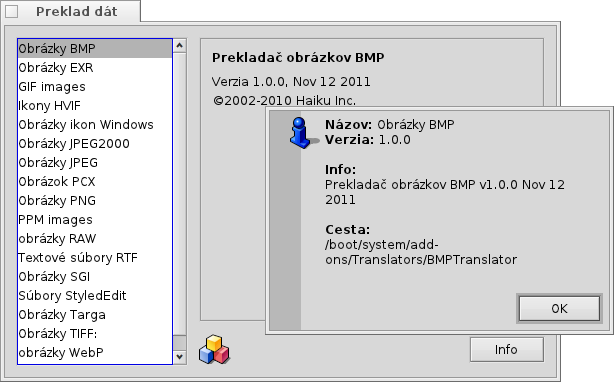 Preklad dát
Obrázky BMP
Obrázky EXR
GIF images
Ikony HVIF
Obrázky ikon Windows
Obrázky JPEG2000
Obrázky JPEG
Obrázok PCX
Obrázky PNG
PPM images
obrázky RAW
Textové súbory RTF
Obrázky SGI
Súbory StyledEdit
Obrázky Targa
Obrázky TIFF:
obrázky WebP
Prekladač obrázkov BMP
Verzia 1.0.0, Nov 12 2011
©2002-2010 Haiku Inc.
Názov: Obrázky BMP
Verzia: 1.0.0
Info:
Prekladač obrázkov BMP v1.0.0 Nov 12
2011
Cesta:
/boot/system/add-
ons/Translators/BMPTranslator
OK
Info